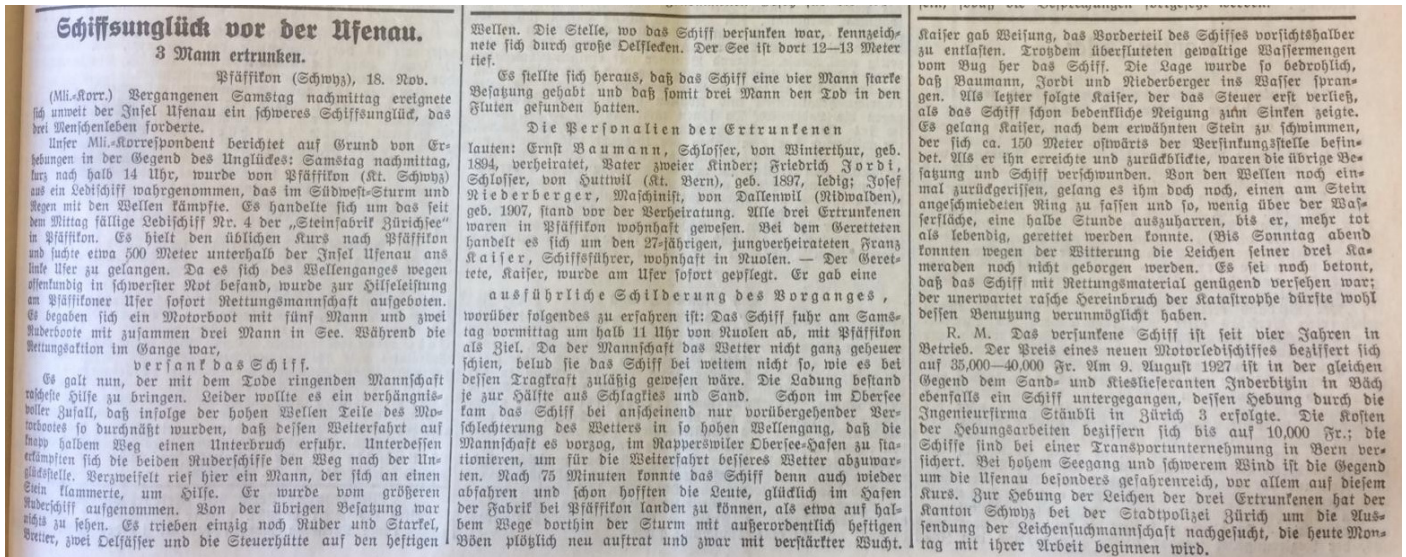 Schiffsunglück vor der Ufenau.
3 Mann ertrunken.
Pfäffikon (Schwyz), 18. Nov.
(Mli.-Korr.) Vergangenen Samstag nachmittag ereignete
sich unweit der Insel Ufenau ein schweres Schiffsunglück, das
drei Menschenleben forderte.
Unser Mli.-Korrespondent berichtet auf Grund von Er-
hebungen in der Gegend des Unglückes: Samstag nachmittag,
kurz nach halb 14 Uhr, wurde von Pfäffikon (Kt. Schwyz)
aus ein Ledischiff wahrgenommen, das im Südwest-Sturm und
Regen mit den Wellen kämpfte. Es handelte sich um das seit
dem Mittag fällige Ledischiff Nr. 4 der „Steinfabrik Zürichsee“
in Pfäffikon. Es hielt den üblichen Kurs nach Pfäffikon
und suchte etwa 500 Meter unterhalb der Insel Ufenau ans
linke Ufer zu gelangen. Da es sich des Wellenganges wegen
offenkundig in schwerster Not befand, wurde zur Hilfeleistung
am Pfäffikoner Ufer sofort Rettungsmannschaft aufgeboten.
Es begaben sich ein Motorboot mit fünf Mann und zwei
Ruderboote mit zusammen drei Mann in See. Während die
Rettungsaktion im Gange war,
versank das Schiff.
Es galt nun, der mit dem Tode ringenden Mannschaft
rascheste Hilfe zu bringen. Leider wollte es ein verhängnis-
voller Zufall, daß infolge der hohen Wellen Teile des Mo-
torbootes so durchnäßt wurden, daß dessen Weiterfahrt auf
knapp halbem Weg einen Unterbruch erfuhr. Unterdessen
erkämpften sich die beiden Ruderschiffe den Weg nach der Un-
glücksstelle. Verzweifelt rief hier ein Mann, der sich an einen
Stein klammerte, um Hilfe. Er wurde vom größeren
Ruderschiff aufgenommen. Von der übrigen Besatzung war
nichts zu sehen. Es trieben einzig noch Ruder und Starkel,
Bretter, zwei Oelfässer und die Steuerhütte auf den heftigen
Wellen. Die Stelle, wo das Schiff versunken war, kennzeich-
nete sich durch große Oelflecken. Der See ist dort 12—13 Meter
tief.
Es stellte sich heraus, daß das Schiff eine vier Mann starke
Besatzung gehabt und daß somit drei Mann den Tod in den
Fluten gefunden hatten.
Die Personalien der Ertrunkenen
lauten: Ernst Baumann, Schlosser, von Winterthur, geb.
1894, verheiratet, Vater zweier Kinder; Friedrich Jordi,
Schlosser, von Huttwil (Kt. Bern), geb. 1897, ledig; Josef
Niederberger, Maschinist, von Dallenwil (Nidwalden),
geb. 1907, stand vor der Verheiratung. Alle drei Ertrunkenen
waren in Pfäffikon wohnhaft gewesen. Bei dem Geretteten
handelt es sich um den 27-jährigen, jungverheirateten Franz
Kaiser, Schiffsführer, wohnhaft in Nuolen. — Der Geret-
tete, Kaiser, wurde am Ufer sofort gepflegt. Er gab eine
ausführliche Schilderung des Vorganges,
worüber folgendes zu erfahren ist: Das Schiff fuhr am Sams-
tag vormittag um halb 11 Uhr von Nuolen ab, mit Pfäffikon
als Ziel. Da der Mannschaft das Wetter nicht ganz geheuer
schien, belud sie das Schiff bei weitem nicht so, wie es bei
dessen Tragkraft zuläßig gewesen wäre. Die Ladung bestand
je zur Hälfte aus Schlagkies und Sand. Schon im Obersee
kam das Schiff bei anscheinend nur vorübergehender Ver-
schlechterung des Wetters in so hohen Wellengang, daß die
Mannschaft es vorzog, im Rapperswiler Obersee-Hafen zu sta-
tionieren, um für die Weiterfahrt besseres Wetter abzuwar-
ten. Nach 75 Minuten konnte das Schiff denn auch wieder
abfahren und schon hofften die Leute, glücklich im Hafen
der Fabrik bei Pfäffikon landen zu können, als etwa auf hal-
bem Wege dorthin der Sturm mit außerordentlich heftigen
Böen plötzlich neu auftrat und zwar mit verstärkter Wucht.
Kaiser gab Weisung, das Vorderteil des Schiffes vorsichtshalber
zu entlasten. Trotzdem überfluteten gewaltige Wassermengen
vom Bug her das Schiff. Die Lage wurde so bedrohlich,
daß Baumann, Jordi und Niederberger ins Wasser spran-
gen. Als letzter folgte Kaiser, der das Steuer erst verließ,
als das Schiff schon bedenkliche Neigung zum Sinken zeigte.
Es gelang Kaiser, nach dem erwähnten Stein zu schwimmen,
der sich ca. 150 Meter ostwärts der Versinkungsstelle befin-
det. Als er ihn erreichte und zurückblickte, waren die übrige Be-
satzung und Schiff verschwunden. Von den Wellen noch ein-
mal zurückgerissen, gelang es ihm doch noch, einen am Stein
angeschmiedeten Ring zu fassen und so, wenig über der Was-
serfläche, eine halbe Stunde auszuharren, bis er, mehr tot
als lebendig, gerettet werden konnte. (Bis Sonntag abend
konnten wegen der Witterung die Leichen seiner drei Ka-
meraden noch nicht geborgen werden. Es sei noch betont,
daß das Schiff mit Rettungsmaterial genügend versehen war;
der unerwartet rasche Hereinbruch der Katastrophe dürfte wohl
dessen Benutzung verunmöglicht haben.
R. M. Das versunkene Schiff ist seit vier Jahren in
Betrieb. Der Preis eines neuen Motorledischiffes beziffert sich
auf 35,000—40,000 Fr. Am 9. August 1927 ist in der gleichen
Gegend dem Sand- und Kieslieferanten Inderbitzin in Bäch
ebenfalls ein Schiff untergegangen, dessen Hebung durch die
Ingenieurfirma Stäubli in Zürich 3 erfolgte. Die Kosten
der Hebungsarbeiten beziffern sich bis auf 10,000 Fr.; die
Schiffe sind bei einer Transportunternehmung in Bern ver-
sichert. Bei hohem Seegang und schwerem Wind ist die Gegend
um die Ufenau besonders gefahrenreich, vor allem auf diesem
Kurs. Zur Hebung der Leichen der drei Ertrunkenen hat der
Kanton Schwyz bei der Stadtpolizei Zürich um die Aus-
sendung der Leichensuchmannschaft nachgesucht, die heute Mon-
tag mit ihrer Arbeit beginnen wird.